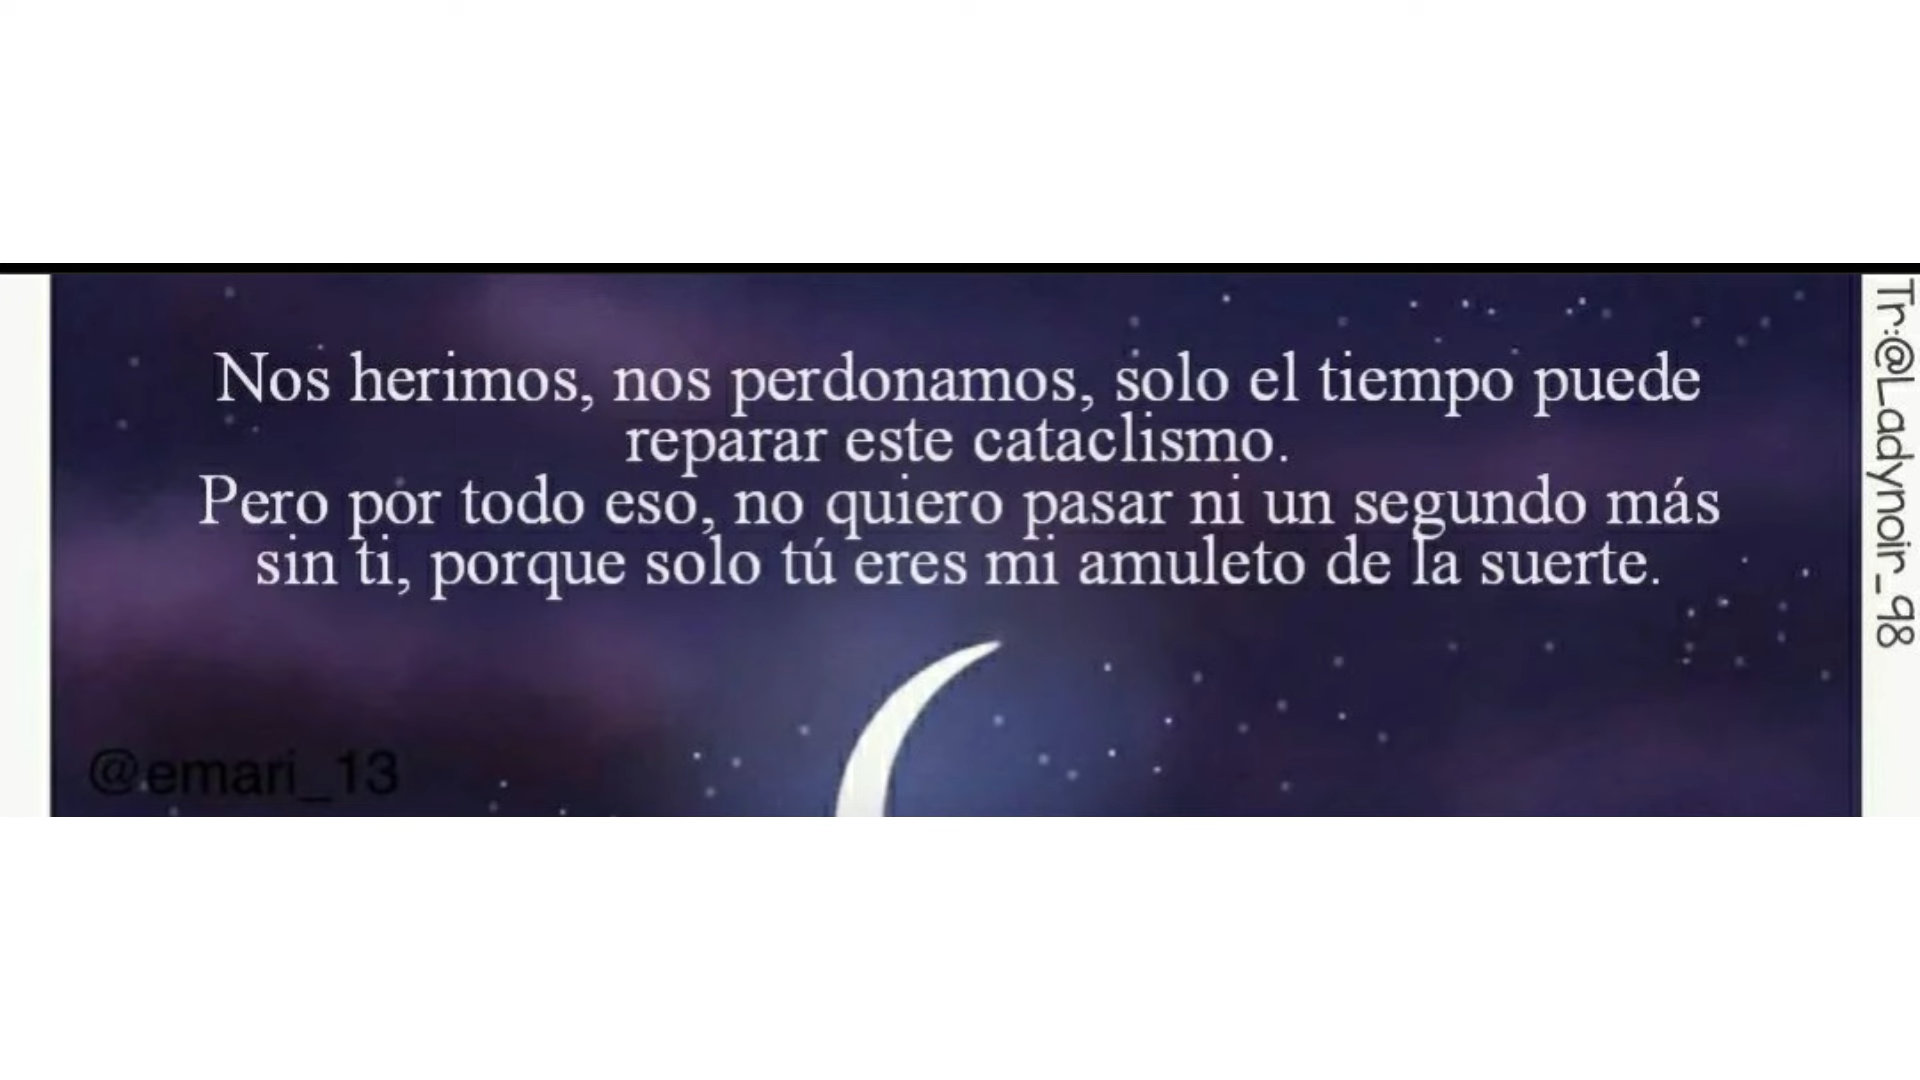 Nos herimos, nos perdonamos, solo el tiempo puede
reparar este cataclismo.
Pero por todo eso, no quiero pasar ni un segundo más
sin ti, porque solo tú eres mi amuleto de la suerte.
@emari_13
Tr:@Ladynoir_98